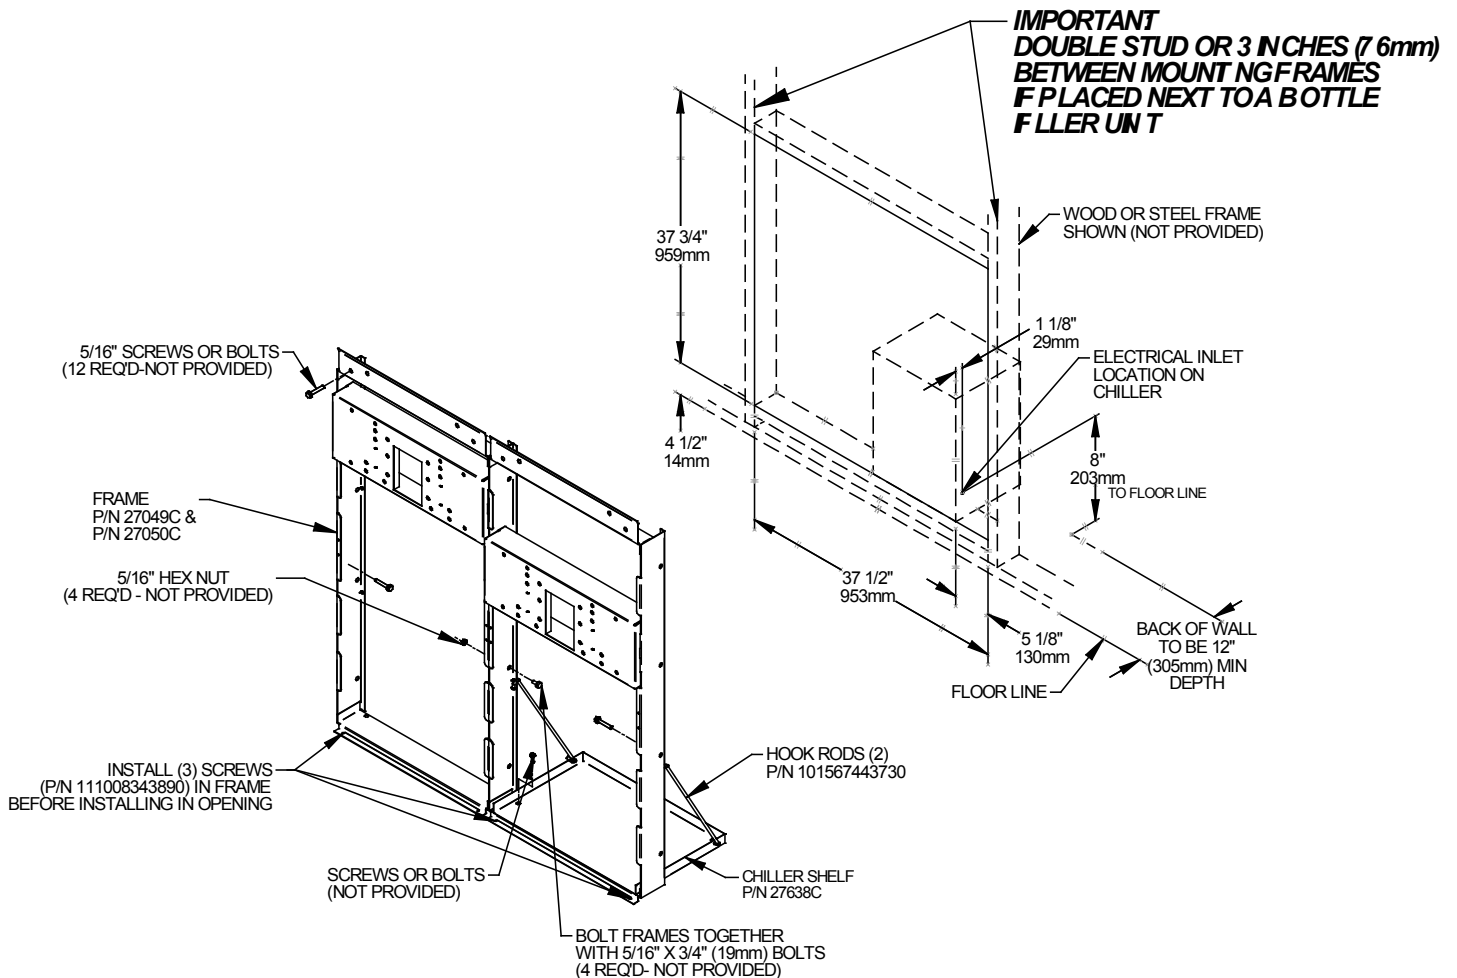 IMPORTANT
DOUBLE STUD OR 3 INCHES (76mm)
BETWEEN MOUNTING FRAMES
IF PLACED NEXT TO A BOTTLE
FILLER UNIT
37 3/4"
959mm
WOOD OR STEEL FRAME
SHOWN (NOT PROVIDED)
1 1/8"
29mm
ELECTRICAL INLET
LOCATION ON
CHILLER
4 1/2"
14mm
8"
203mm
TO FLOOR LINE
37 1/2"
953mm
5 1/8"
130mm
BACK OF WALL
TO BE 12"
(305mm) MIN
DEPTH
FLOOR LINE
5/16" SCREWS OR BOLTS
(12 REQ'D-NOT PROVIDED)
FRAME
P/N 27049C &
P/N 27050C
5/16" HEX NUT
(4 REQ'D - NOT PROVIDED)
INSTALL (3) SCREWS
(P/N 111008343890) IN FRAME
BEFORE INSTALLING IN OPENING
HOOK RODS (2)
P/N 101567443730
SCREWS OR BOLTS
(NOT PROVIDED)
CHILLER SHELF
P/N 27638C
BOLT FRAMES TOGETHER
WITH 5/16" X 3/4" (19mm) BOLTS
(4 REQ'D- NOT PROVIDED)